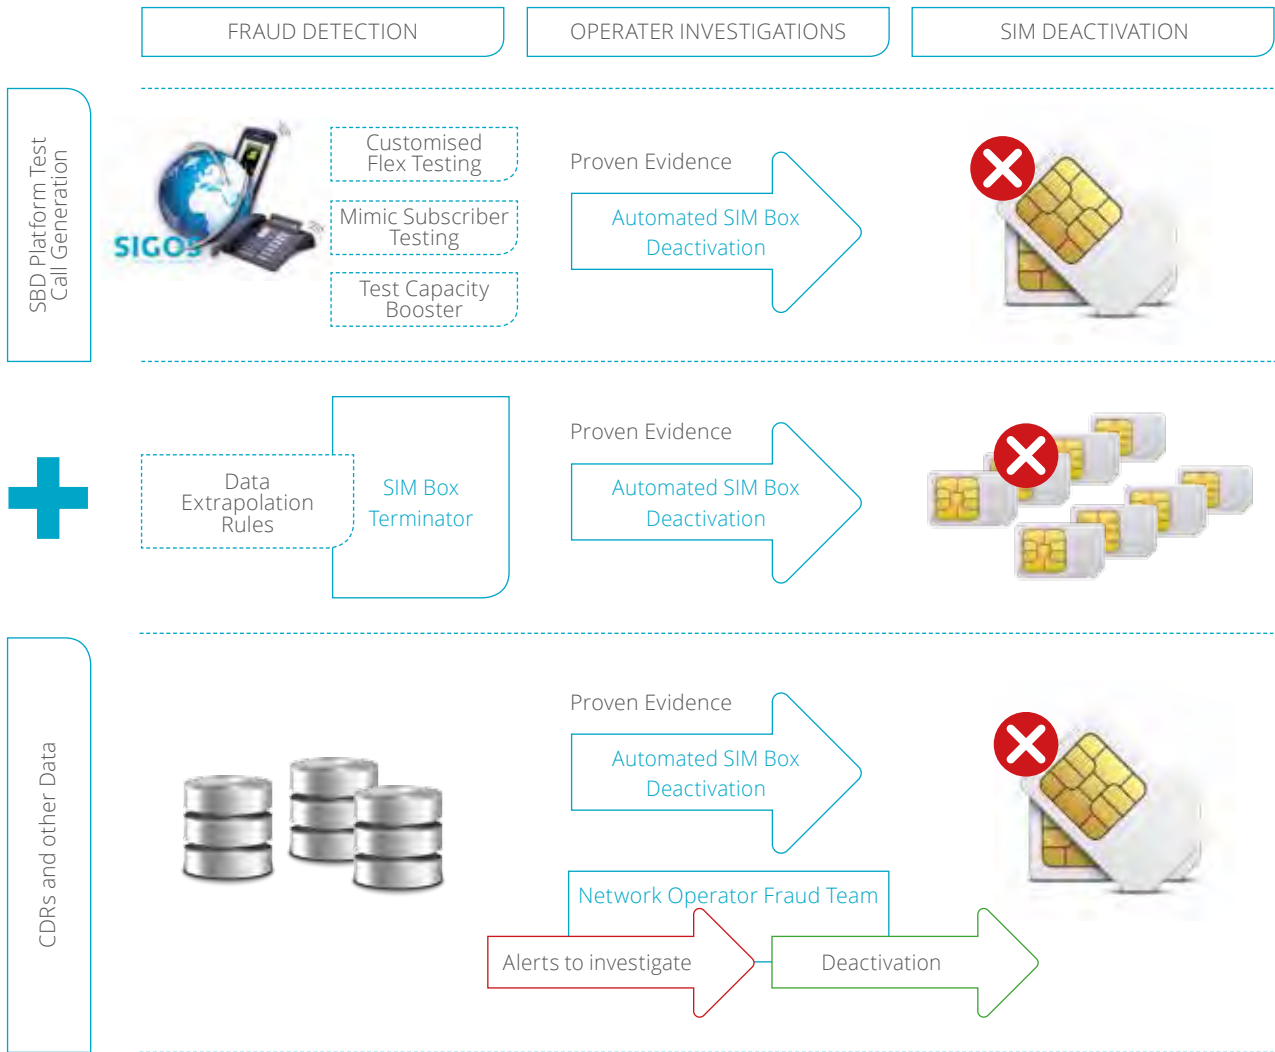 FRAUD DETECTION
OPERATER INVESTIGATIONS
SIM DEACTIVATION
SBD Platform Test
Call Generation
SIGOS
Customised
Flex Testing
Mimic Subscriber
Testing
Test Capacity
Booster
Proven Evidence
Automated SIM Box
Deactivation
Data
Extrapolation
Rules
SIM Box
Terminator
Proven Evidence
Automated SIM Box
Deactivation
CDRs and other Data
Proven Evidence
Automated SIM Box
Deactivation
Network Operator Fraud Team
Alerts to investigate
Deactivation